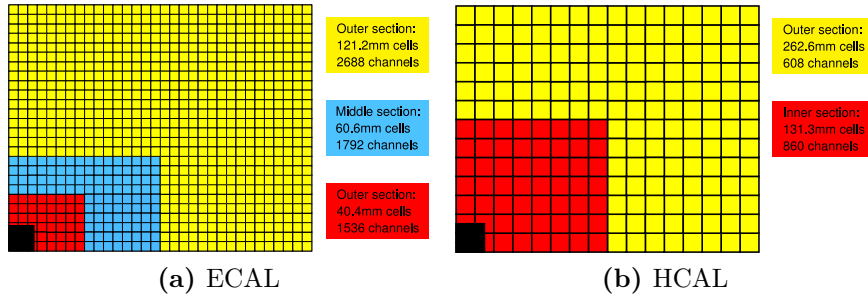 Outer section:
121.2mm cells
2688 channels
Middle section:
60.6mm cells
1792 channels
Outer section:
40.4mm cells
1536 channels
(a) ECAL
Outer section:
262.6mm cells
608 channels
Inner section:
131.3mm cells
860 channels
(b) HCAL